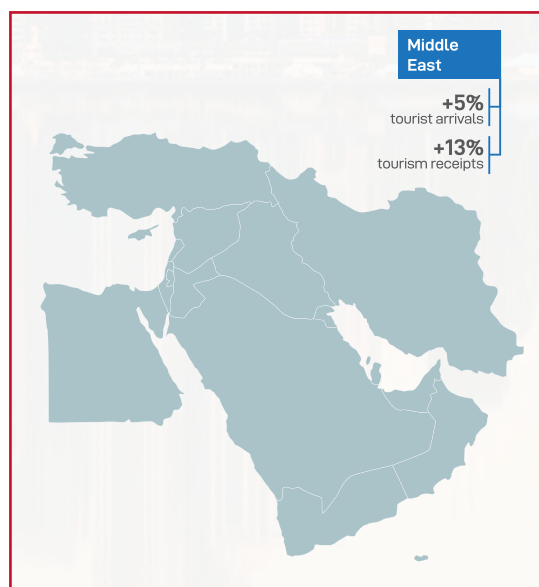 Middle
East
+5%
tourist arrivals
+13%
tourism receipts